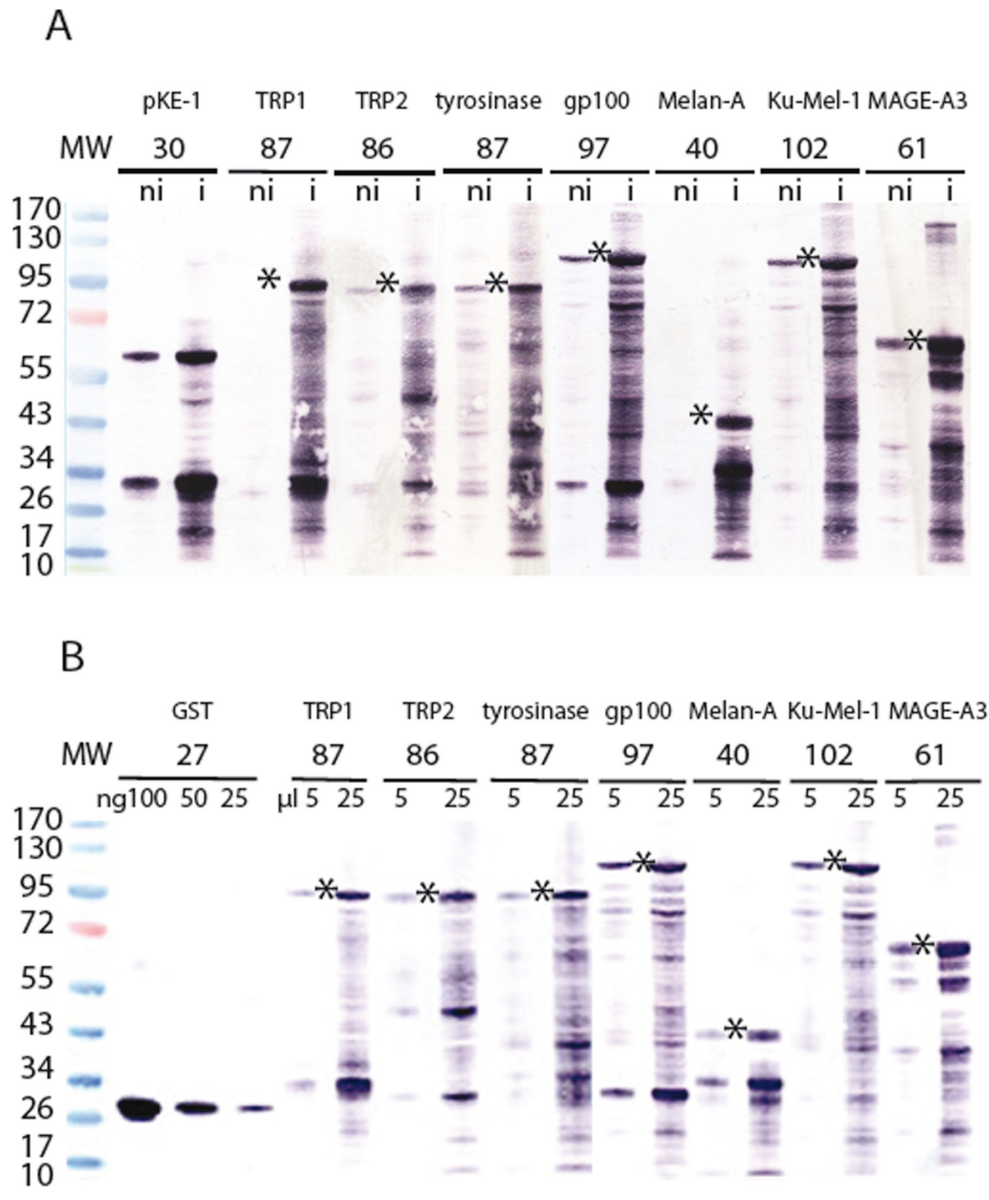 A
pKE-1 TRP1 TRP2 tyrosinase gp100 Melan-A Ku-Mel-1 MAGE-A3
MW 30 87 86 87 97 40 102 61
ni i ni i ni i ni i ni i ni i ni i ni i
170
130
95 * * *
72
55
43
34
26
17
10
* * * * *
B
GST TRP1 TRP2 tyrosinase gp100 Melan-A Ku-Mel-1 MAGE-A3
MW 27 87 86 87 97 40 102 61
ng100 50 25 µl 5 25 5 25 5 25 5 25 5 25 5 25 5 25
170
130
95 * * *
72
55
43
34
26
17
10
* * * *